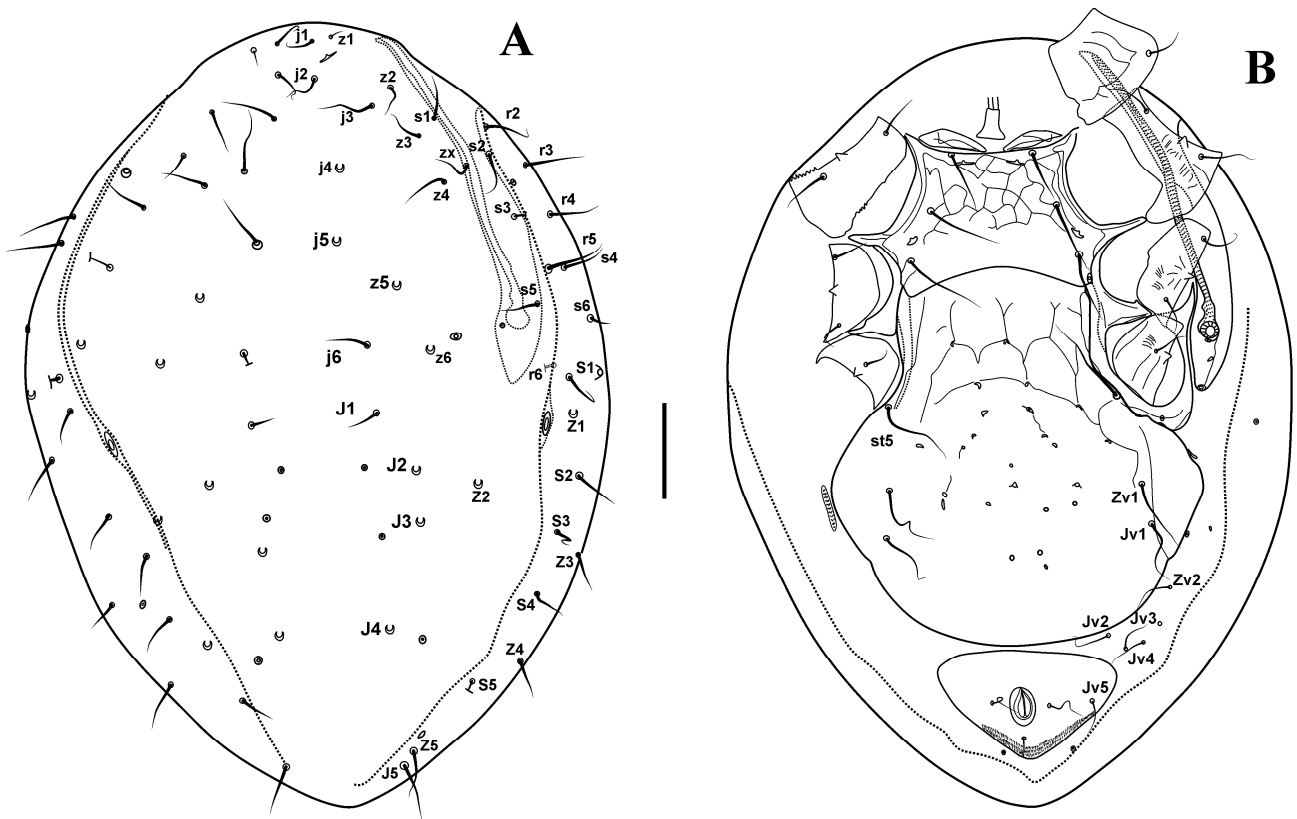 A
j1 z1
j2 z2
j3 s1 r2
z3
j4 zx s2 r3
z4
s3 r4
j5 r5
s4
z5 s5
s6
j6 z6
r6 S1
J1 Z1
J2 Z2 S2
J3 S3
Z3
S4
J4 Z4
S5
Z5
J5
B
st5
Zv1
Jv1
Zv2
Jv2 Jv3
Jv4
Jv5